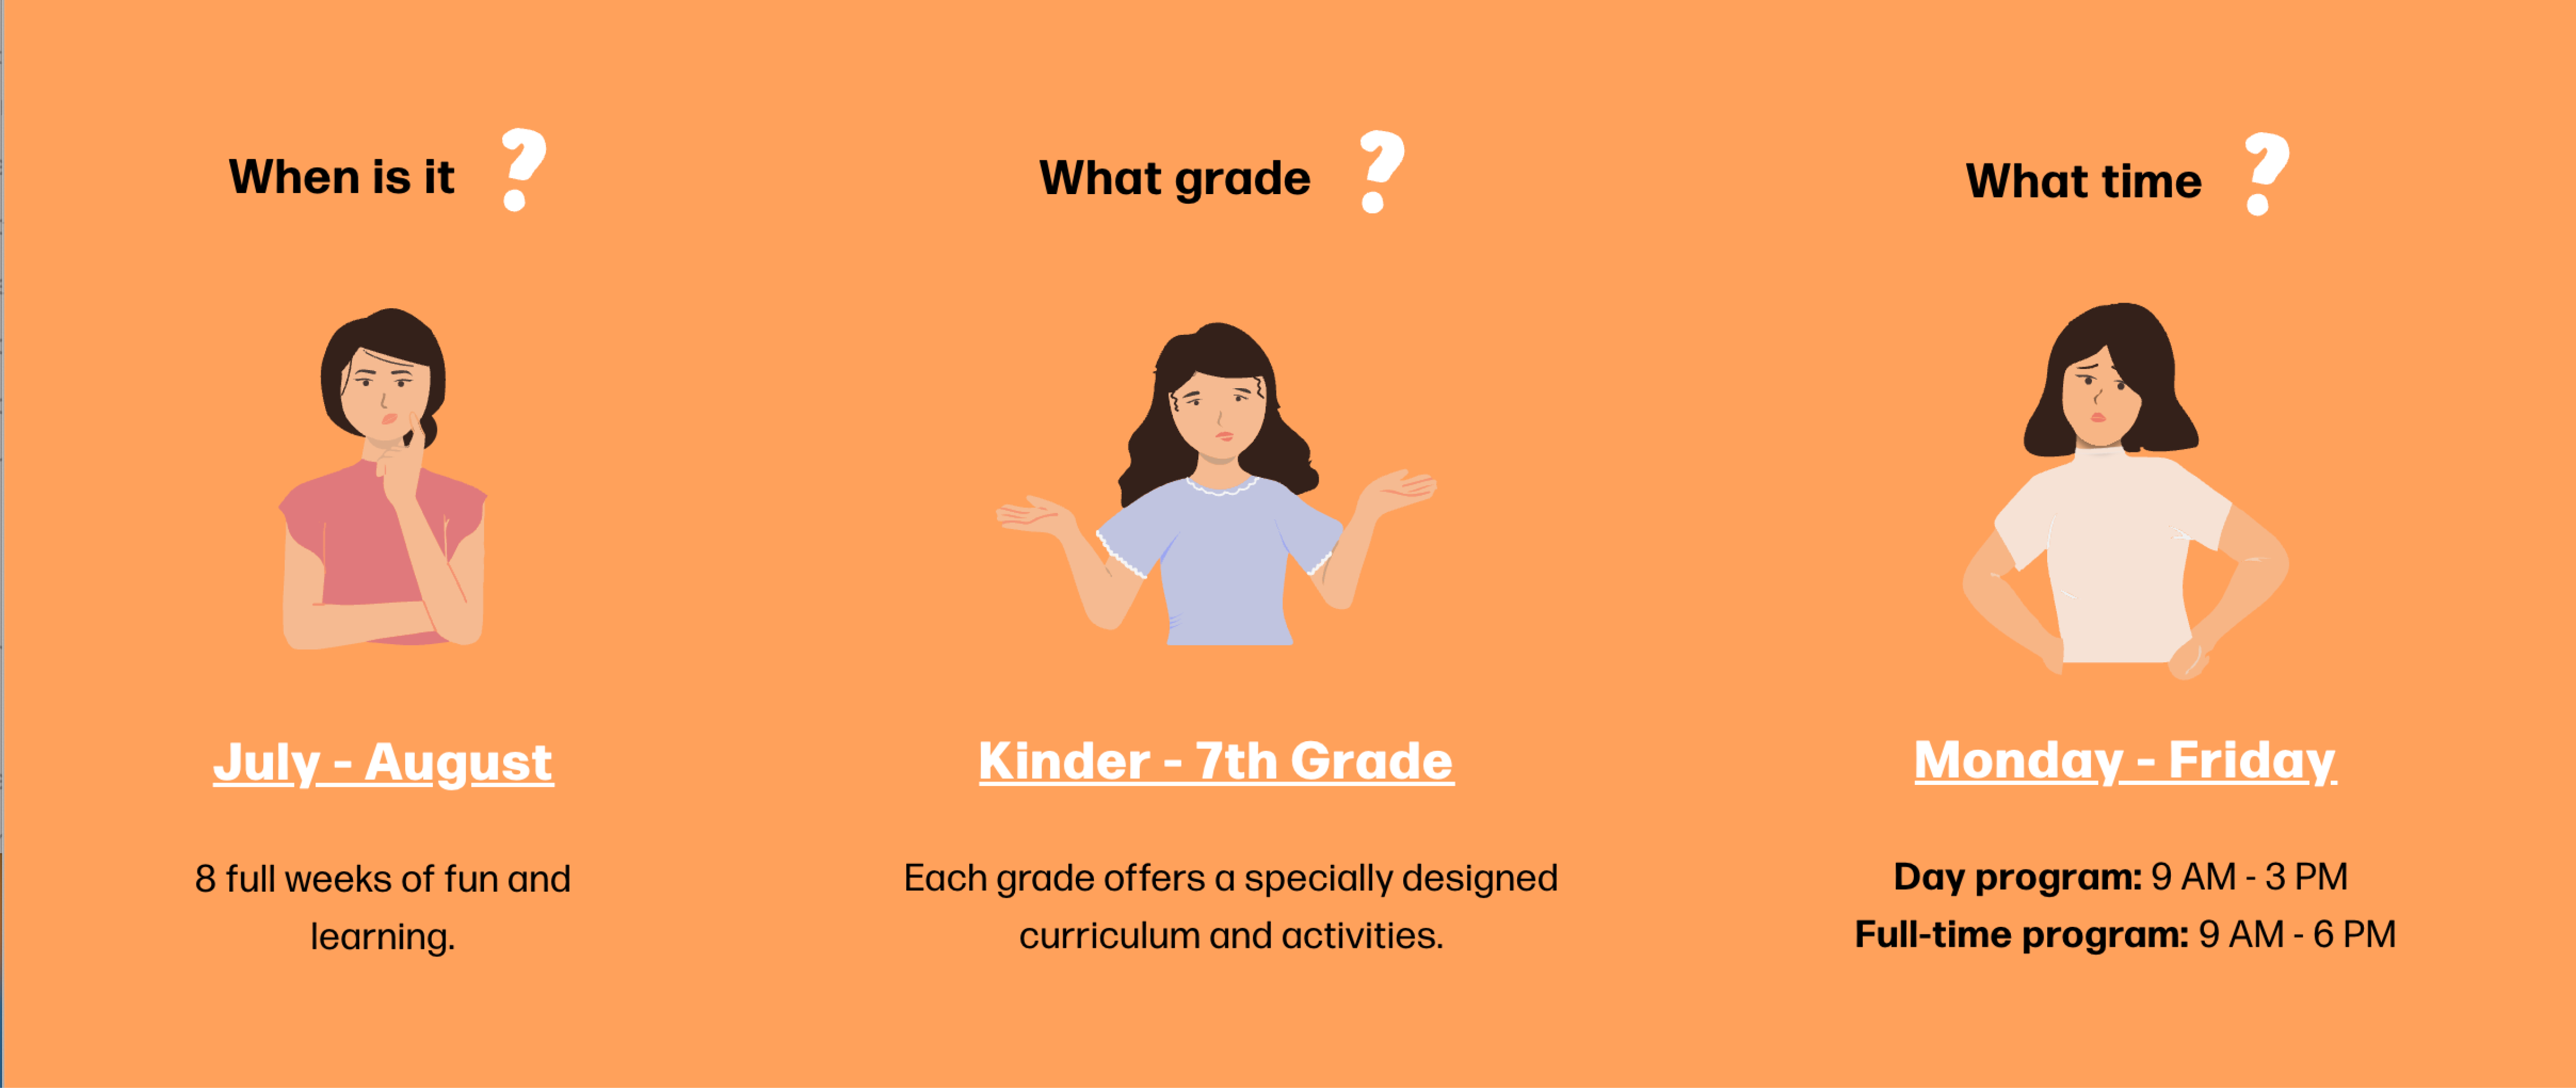 When is it ?
July - August
8 full weeks of fun and
learning.
What grade ?
Kinder - 7th Grade
Each grade offers a specially designed
curriculum and activities.
What time ?
Monday - Friday
Day program: 9 AM - 3 PM
Full-time program: 9 AM - 6 PM